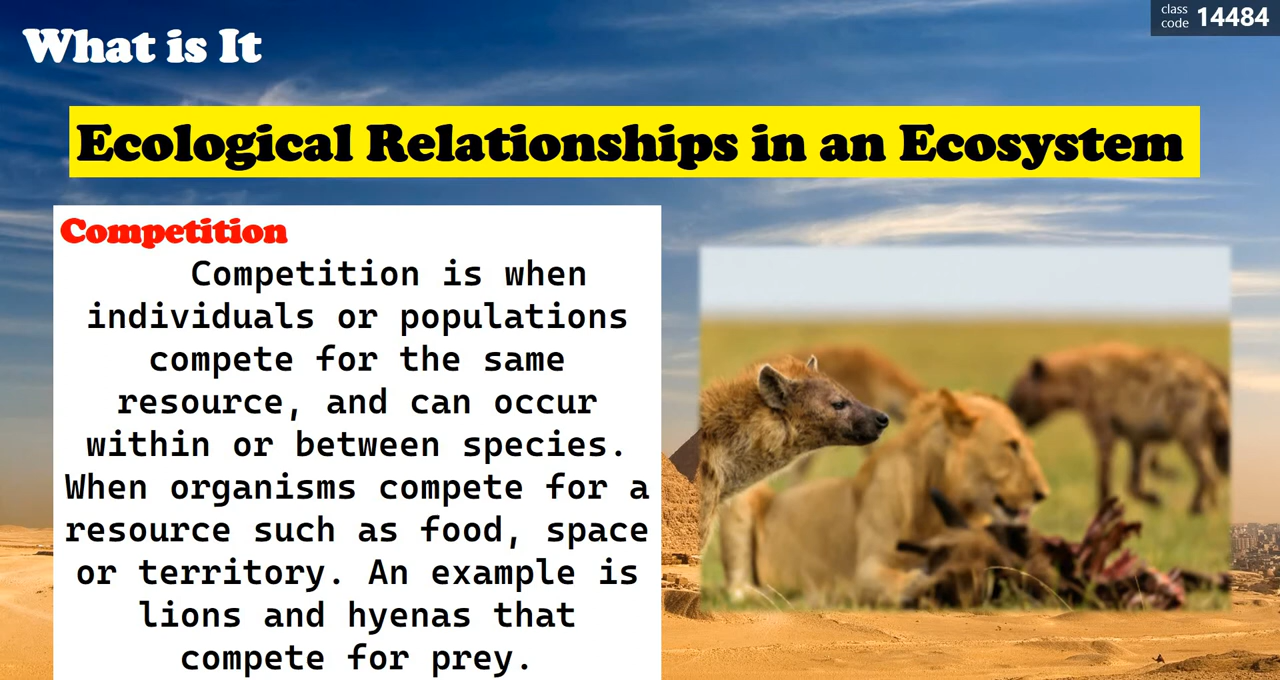 class
code 14484
What is It
Ecological Relationships in an Ecosystem
Competition
Competition is when
individuals or populations
compete for the same
resource, and can occur
within or between species.
When organisms compete for a
resource such as food, space
or territory. An example is
lions and hyenas that
compete for prey.